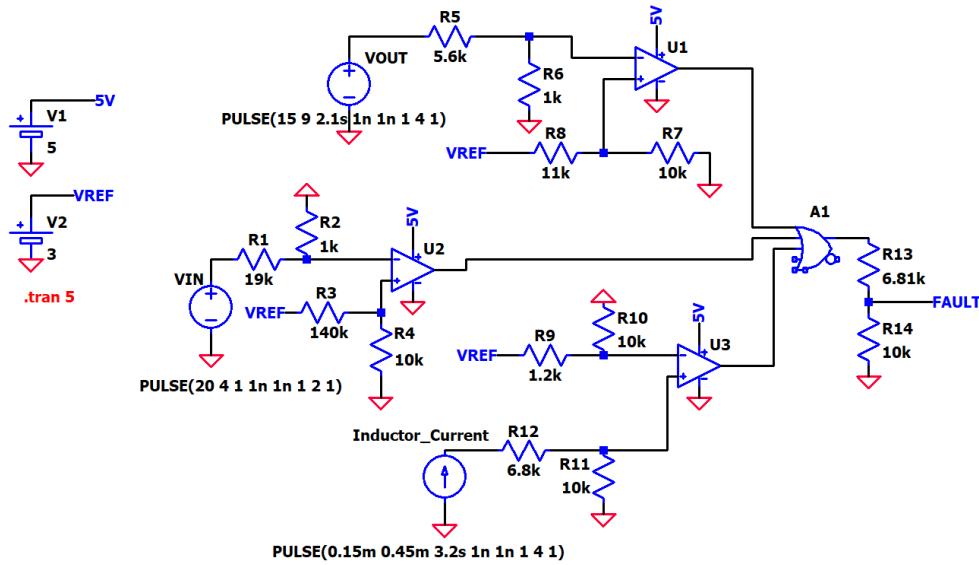 R5
5V
5.6k
U1
VOUT
R6
1k
5V
V1
5
PULSE(15 9 2.1s 1n 1n 1 4 1)
VREF
R8
11k
R7
10k
VREF
V2
3
.tran 5
A1
R2
1k
5V
U2
R1
19k
VIN
VREF
R3
140k
R4
10k
R13
6.81k
FAULT
R14
10k
PULSE(20 4 1 1n 1n 1 2 1)
R10
10k
5V
U3
VREF
R9
1.2k
Inductor_Current
R12
6.8k
R11
10k
PULSE(0.15m 0.45m 3.2s 1n 1n 1 4 1)